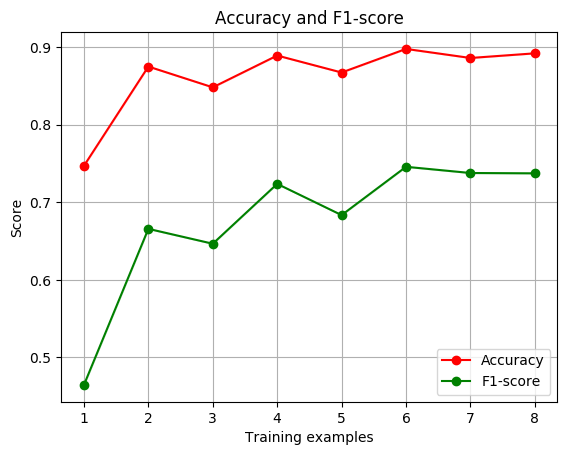 Accuracy and F1-score
0.9
0.8
0.7
0.6
0.5
Score
Accuracy
F1-score
1 2 3 4 5 6 7 8
Training examples